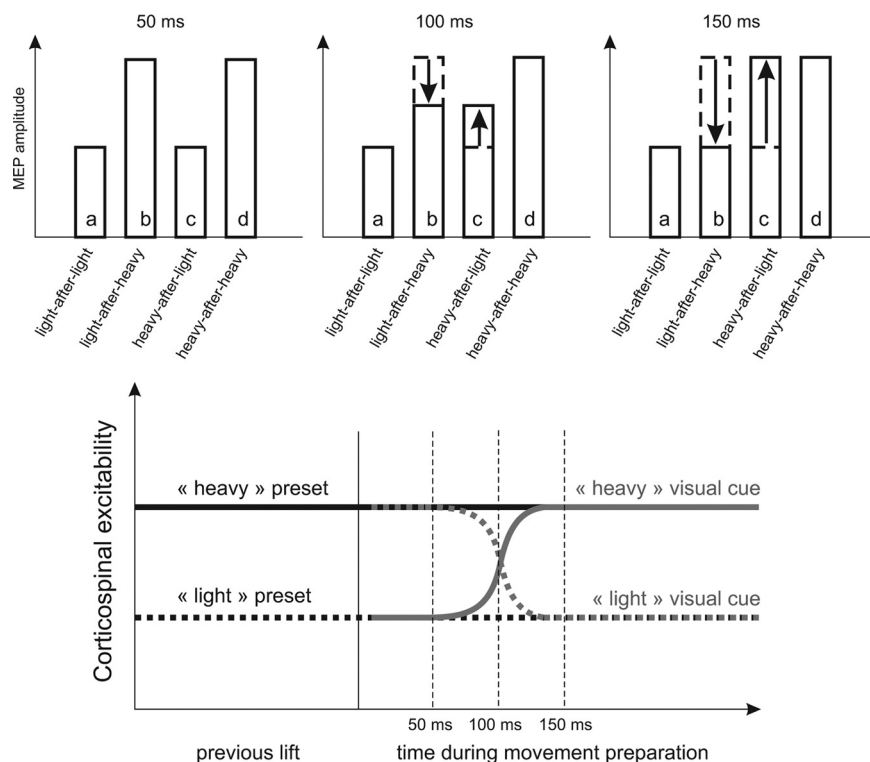 50 ms
100 ms
150 ms
MEP amplitude
a
b
c
d
a
b
c
d
a
b
c
d
light-after-light
light-after-heavy
heavy-after-light
heavy-after-heavy
light-after-light
light-after-heavy
heavy-after-light
heavy-after-heavy
light-after-light
light-after-heavy
heavy-after-light
heavy-after-heavy
Corticospinal excitability
« heavy » preset
« heavy » visual cue
« light » preset
« light » visual cue
50 ms
100 ms
150 ms
previous lift
time during movement preparation